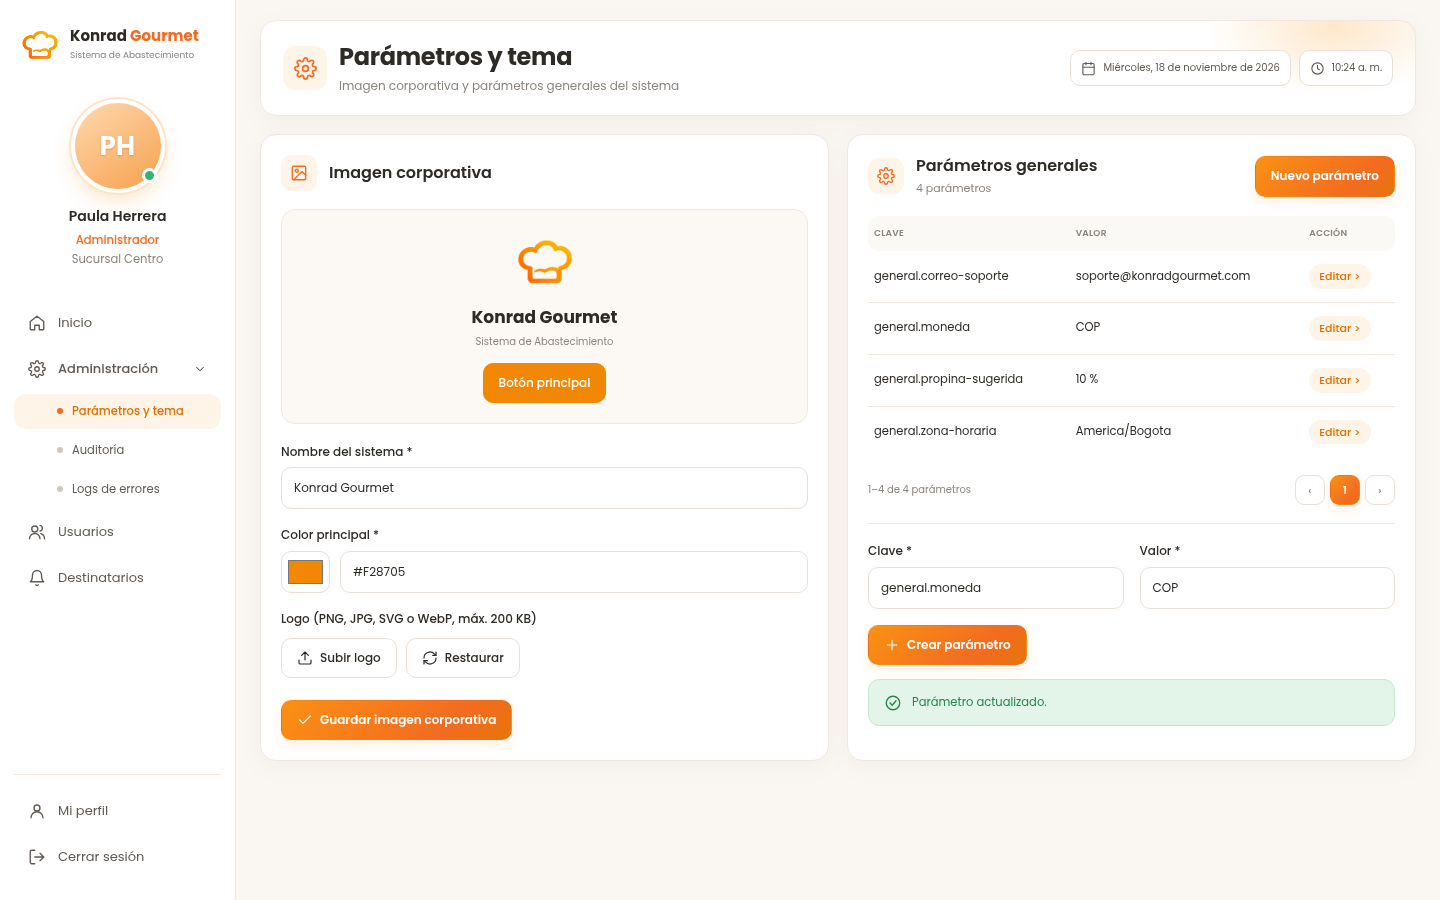 Konrad Gourmet
Sistema de Abastecimiento
PH
Paula Herrera
Administrador
Sucursal Centro
Inicio
Administración
Parámetros y tema
Auditoría
Logs de errores
Usuarios
Destinatarios
Mi perfil
Cerrar sesión
Parámetros y tema
Imagen corporativa y parámetros generales del sistema
Miércoles, 18 de noviembre de 2026
10:24 a. m.
Imagen corporativa
Konrad Gourmet
Sistema de Abastecimiento
Botón principal
Nombre del sistema *
Konrad Gourmet
Color principal *
#F28705
Logo (PNG, JPG, SVG o WebP, máx. 200 KB)
Subir logo
Restaurar
Guardar imagen corporativa
Parámetros generales
4 parámetros
Nuevo parámetro
CLAVE VALOR ACCIÓN
general.correo-soporte soporte@konradgourmet.com Editar ›
general.moneda COP Editar ›
general.propina-sugerida 10 % Editar ›
general.zona-horaria America/Bogota Editar ›
1–4 de 4 parámetros ‹ 1 ›
Clave * Valor *
general.moneda COP
Crear parámetro
Parámetro actualizado.